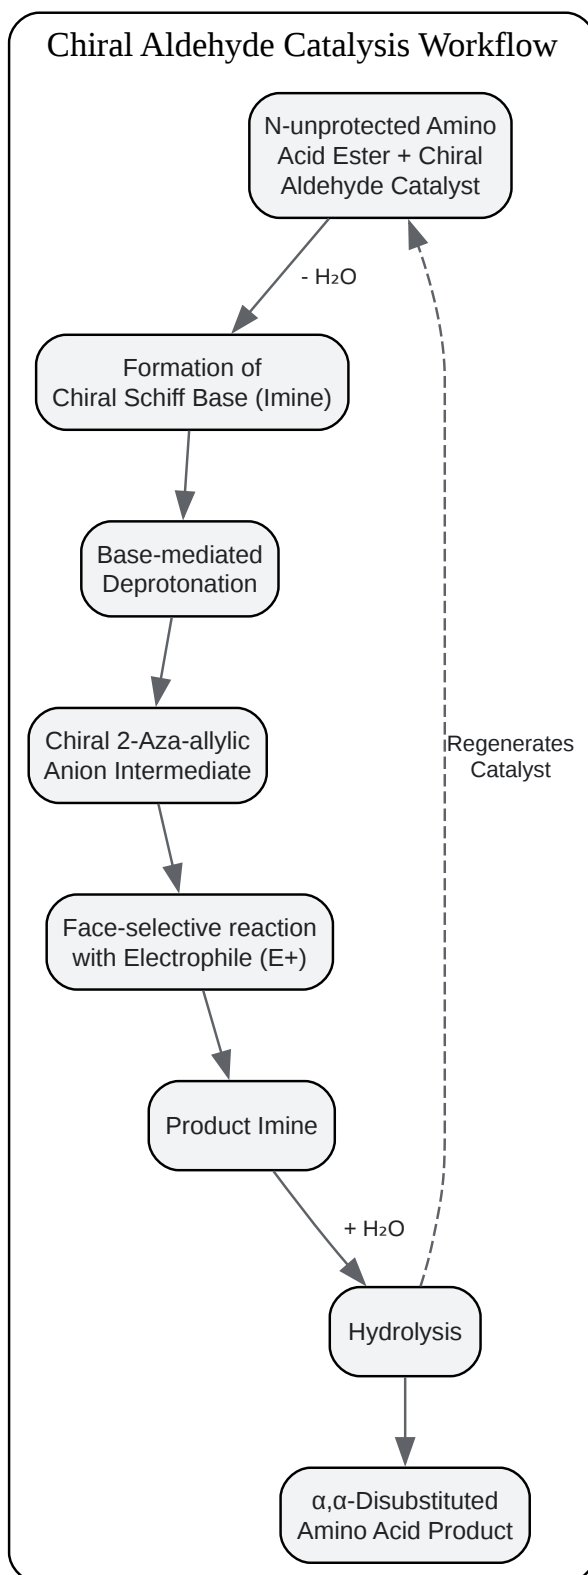 Chiral Aldehyde Catalysis Workflow
N-unprotected Amino
Acid Ester + Chiral
Aldehyde Catalyst
- H₂O
Formation of
Chiral Schiff Base (Imine)
Base-mediated
Deprotonation
Chiral 2-Aza-allylic
Anion Intermediate
Regenerates
Catalyst
Face-selective reaction
with Electrophile (E+)
Product Imine
+ H₂O
Hydrolysis
α,α-Disubstituted
Amino Acid Product